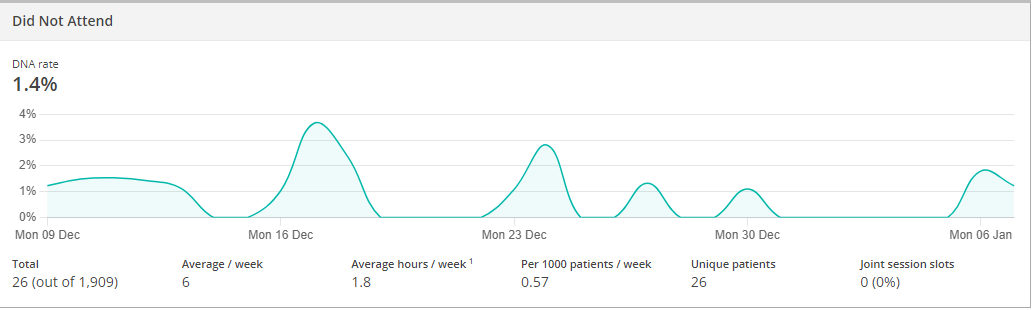 Did Not Attend
DNA rate
1.4%
4%
3%
2%
1%
0%
Mon 09 Dec Mon 16 Dec Mon 23 Dec Mon 30 Dec Mon 06 Jan
Total Average / week Average hours / week 1 Per 1000 patients / week Unique patients Joint session slots
26 (out of 1,909) 6 1.8 0.57 26 0 (0%)